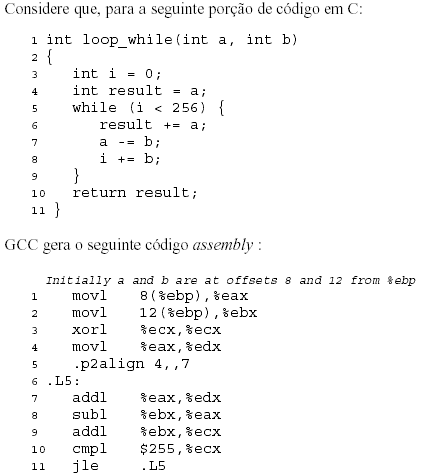 Considere que, para a seguinte porção de código em C:
1 int loop_while(int a, int b)
2 {
3    int i = 0;
4    int result = a;
5    while (i < 256) {
6       result += a;
7       a -= b;
8       i += b;
9    }
10    return result;
11 }
GCC gera o seguinte código assembly :
Initially a and b are at offsets 8 and 12 from %ebp
1    movl    8(%ebp),%eax
2    movl    12(%ebp),%ebx
3    xorl    %ecx,%ecx
4    movl    %eax,%edx
5    .p2align 4,,7
6 .L5:
7    addl    %eax,%edx
8    subl    %ebx,%eax
9    addl    %ebx,%ecx
10    cmpl    $255,%ecx
11    jle     .L5